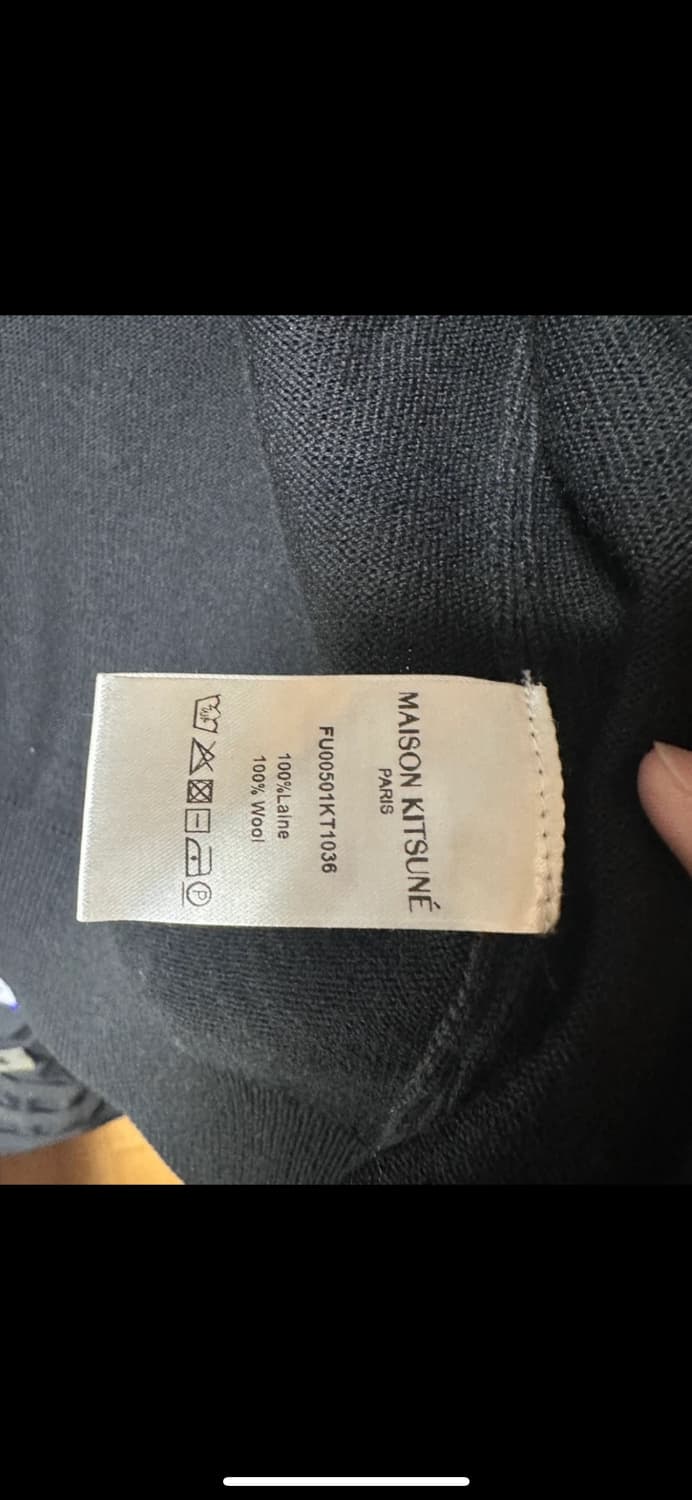 MAISON KITSUNÉ
PARIS
FU00501KT1036
100%Laine
100% Wool
P